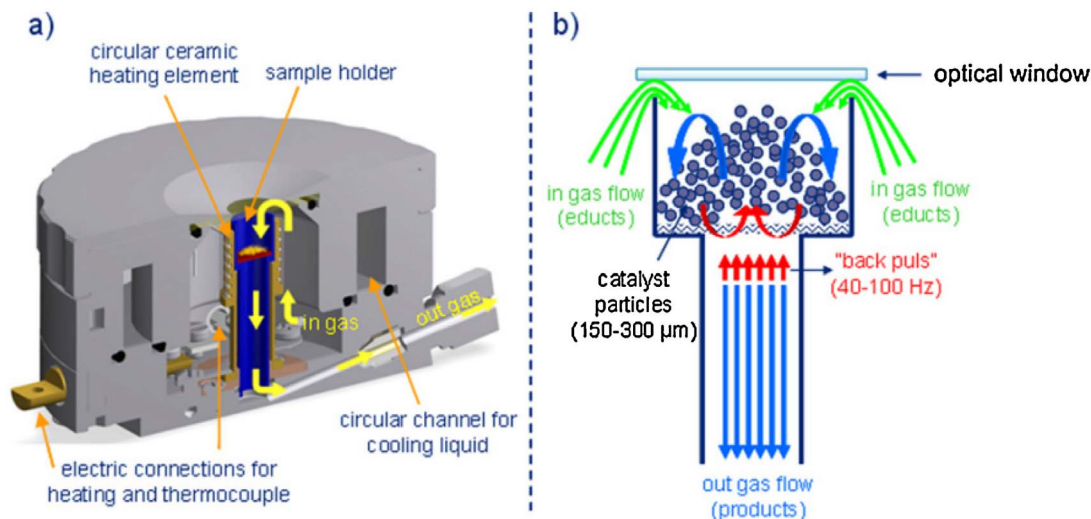 a)
circular ceramic
heating element
sample holder
in gas
out gas
circular channel for
cooling liquid
electric connections for
heating and thermocouple
b)
optical window
in gas flow
(educts)
in gas flow
(educts)
catalyst
particles
(150-300 µm)
"back puls"
(40-100 Hz)
out gas flow
(products)